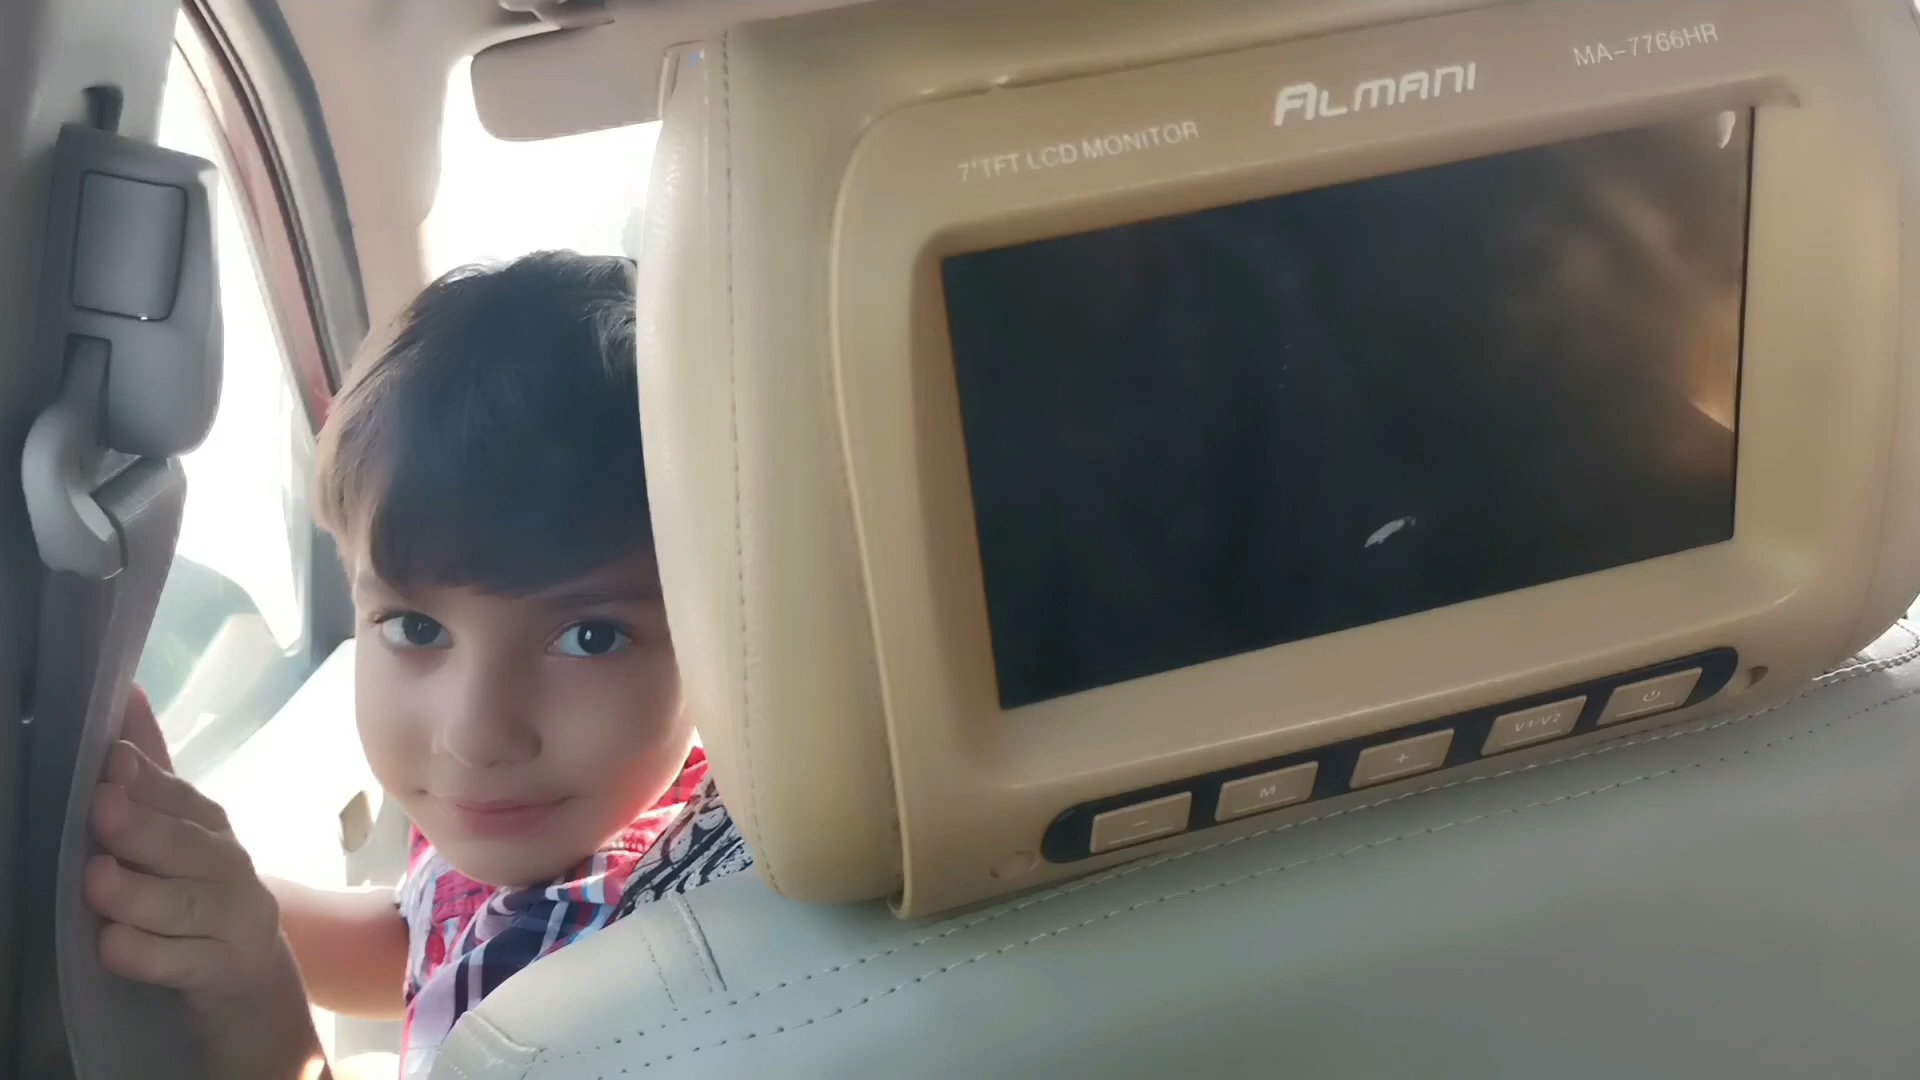 7"TFT LCD MONITOR
ALMANI
MA-7766HR
-
M
+
V1/V2